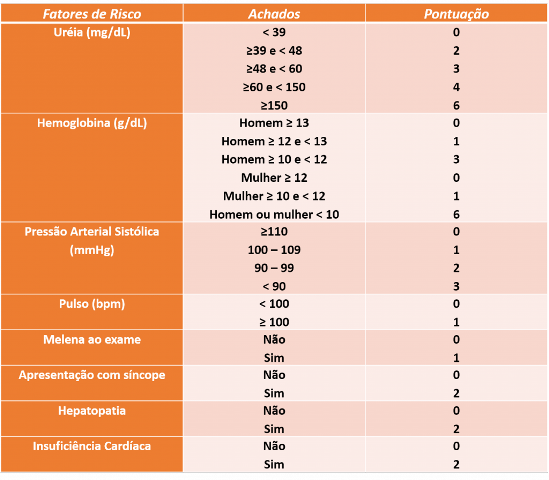 Fatores de Risco Achados Pontuação
Uréia (mg/dL) < 39 0
≥39 e < 48 2
≥48 e < 60 3
≥60 e < 150 4
≥150 6
Hemoglobina (g/dL) Homem ≥ 13 0
Homem ≥ 12 e < 13 1
Homem ≥ 10 e < 12 3
Mulher ≥ 12 0
Mulher ≥ 10 e < 12 1
Homem ou mulher < 10 6
Pressão Arterial Sistólica ≥110 0
(mmHg) 100 – 109 1
90 – 99 2
< 90 3
Pulso (bpm) < 100 0
≥ 100 1
Melena ao exame Não 0
Sim 1
Apresentação com síncope Não 0
Sim 2
Hepatopatia Não 0
Sim 2
Insuficiência Cardíaca Não 0
Sim 2